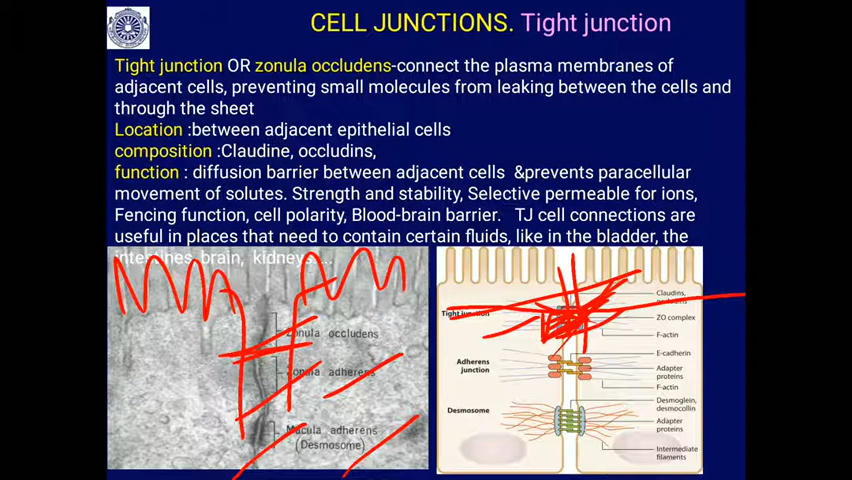 CELL JUNCTIONS. Tight junction
Tight junction OR zonula occludens-connect the plasma membranes of
adjacent cells, preventing small molecules from leaking between the cells and
through the sheet
Location :between adjacent epithelial cells
composition :Claudine, occludins,
function : diffusion barrier between adjacent cells &prevents paracellular
movement of solutes. Strength and stability, Selective permeable for ions,
Fencing function, cell polarity, Blood-brain barrier. TJ cell connections are
useful in places that need to contain certain fluids, like in the bladder, the
intestines, brain, kidneys....
Zonula occludens
Zonula adherens
Macula adherens
(Desmosome)
Tight junction
Claudins,
ZO complex
F-actin
Adherens
junction
E-cadherin
Adapter
proteins
F-actin
Desmosome
Desmoglein,
desmocollin
Adapter
proteins
Intermediate
filaments